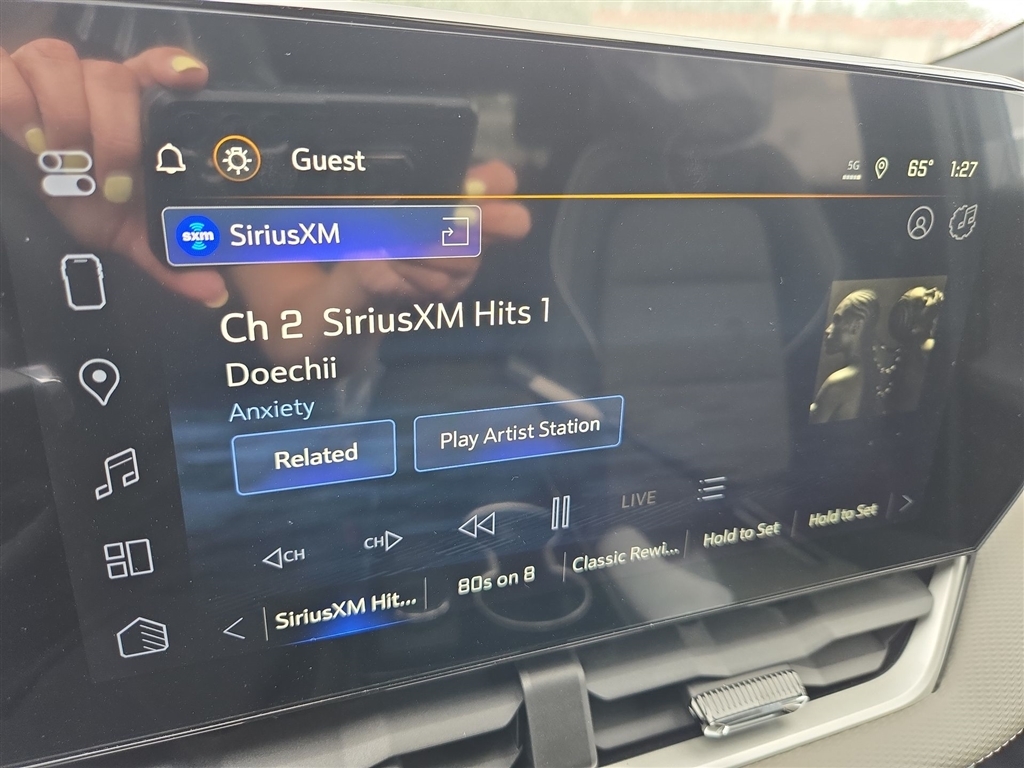 Guest
5G 65° 1:27
sxm SiriusXM
Ch 2 SiriusXM Hits 1
Doechii
Anxiety
Related Play Artist Station
CH CH LIVE
SiriusXM Hit... 80s on 8 Classic Rewi... Hold to Set Hold to Set